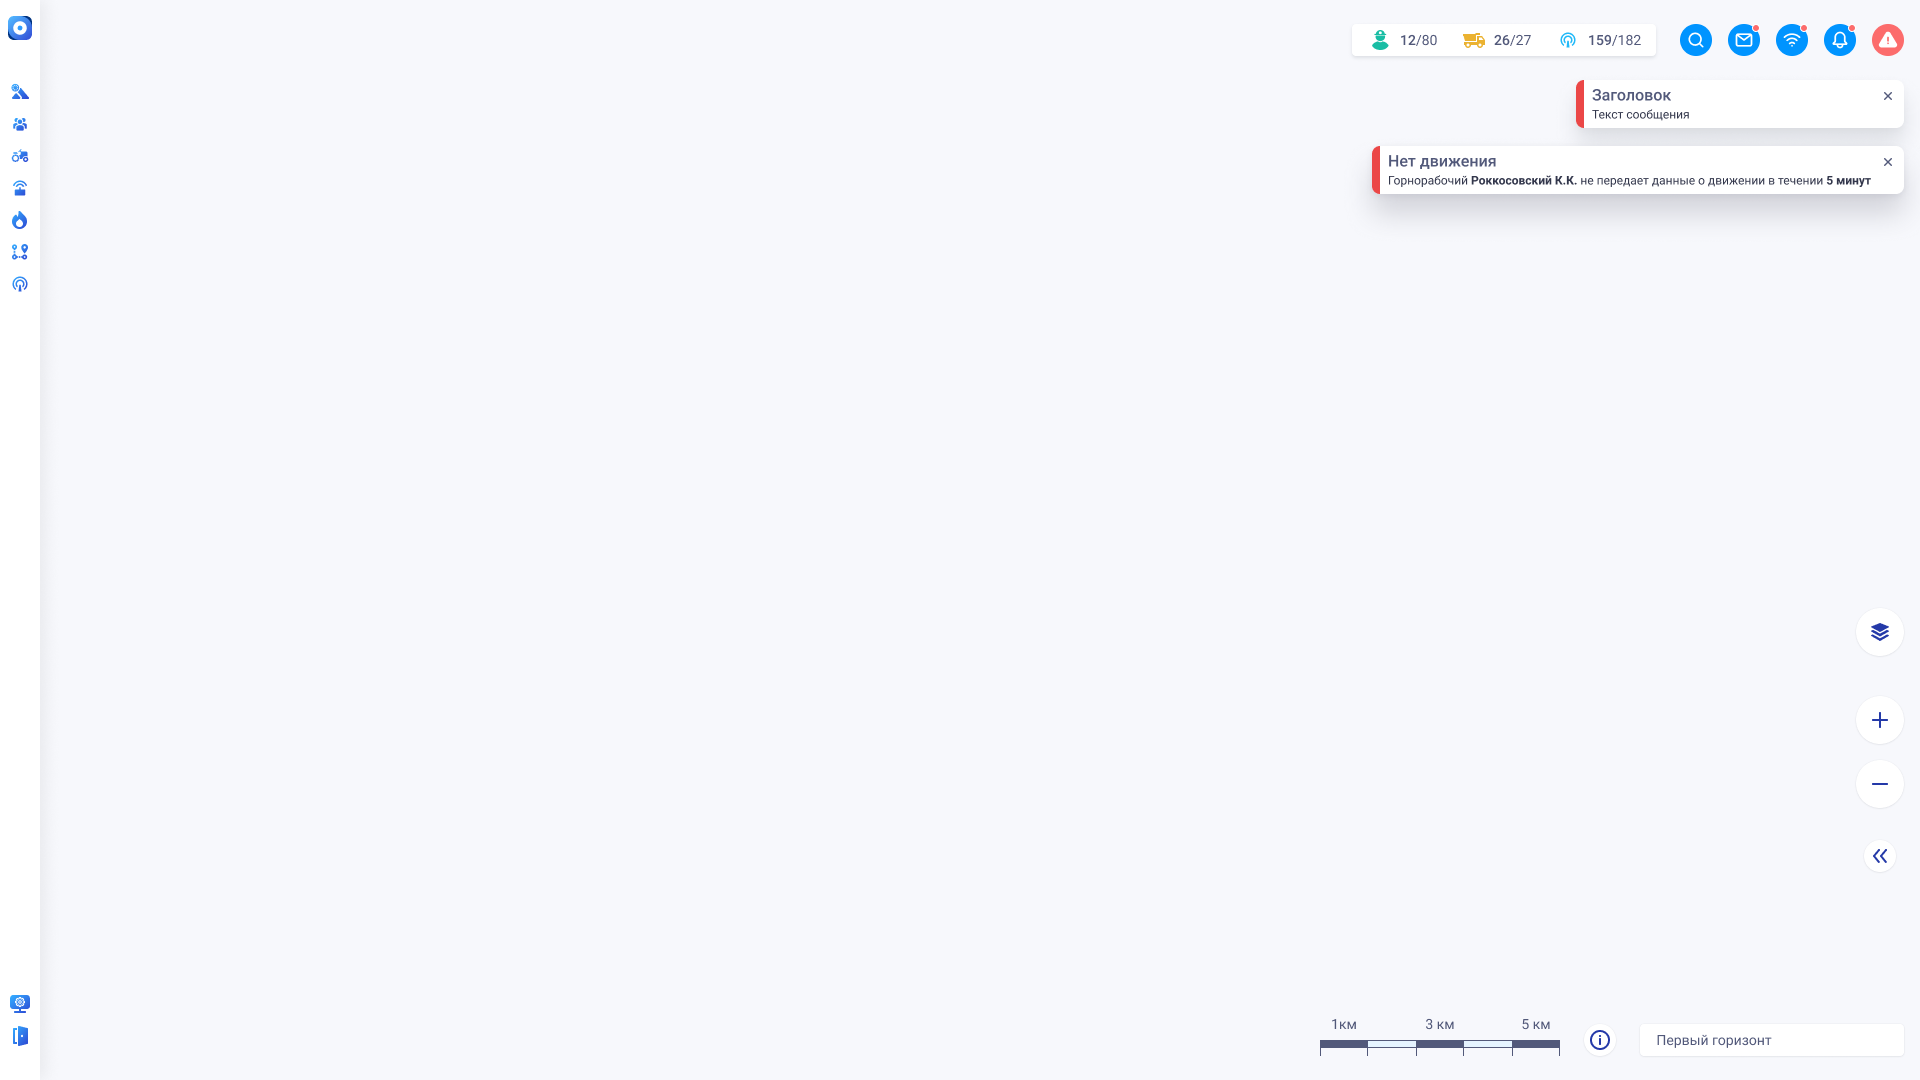 12/80 26/27 159/182
Заголовок
Текст сообщения
Нет движения
Горнорабочий Роккосовский К.К. не передает данные о движении в течении 5 минут
1км 3 км 5 км
Первый горизонт